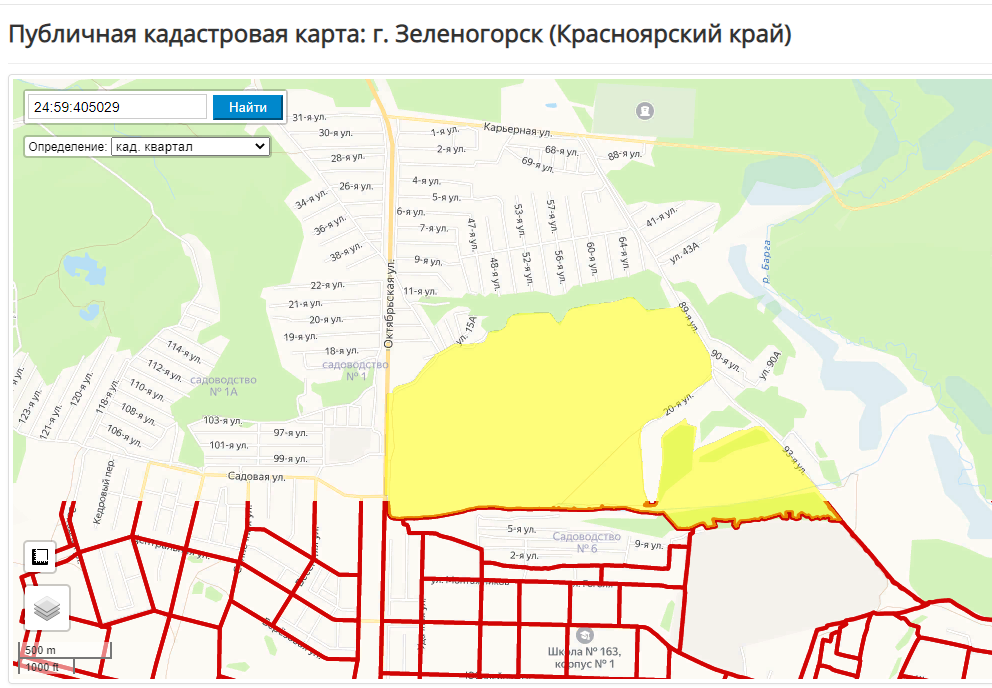 Публичная кадастровая карта: г. Зеленогорск (Красноярский край)
24:59:405029
Найти
Определение: кад. квартал
31-я ул.
30-я ул.
28-я ул.
26-я ул.
34-я ул.
36-я ул.
38-я ул.
1-я ул.
Карьерная ул.
2-я ул.
68-я ул.
69-я ул.
88-я ул.
4-я ул.
5-я ул.
6-я ул.
7-я ул.
47-я ул.
53-я ул.
57-я ул.
41-я ул.
ул. 43А
9-я ул.
48-я ул.
52-я ул.
56-я ул.
60-я ул.
64-я ул.
р. Барга
22-я ул.
11-я ул.
Октябрьская ул.
21-я ул.
20-я ул.
19-я ул.
18-я ул.
ул. 15А
89-я ул.
садоводство
№ 1
114-я ул.
112-я ул.
110-я ул.
108-я ул.
106-я ул.
садоводство
№ 1А
118-я ул.
120-я ул.
121-я ул.
123-я ул.
90-я ул.
ул. 90А
20-я ул.
93-я ул.
103-я ул.
97-я ул.
101-я ул.
99-я ул.
Садовая ул.
Кедровый пер.
5-я ул.
Садоводство
№ 6
9-я ул.
2-я ул.
Центральная ул.
Школа № 163,
корпус № 1
500 m
1000 ft